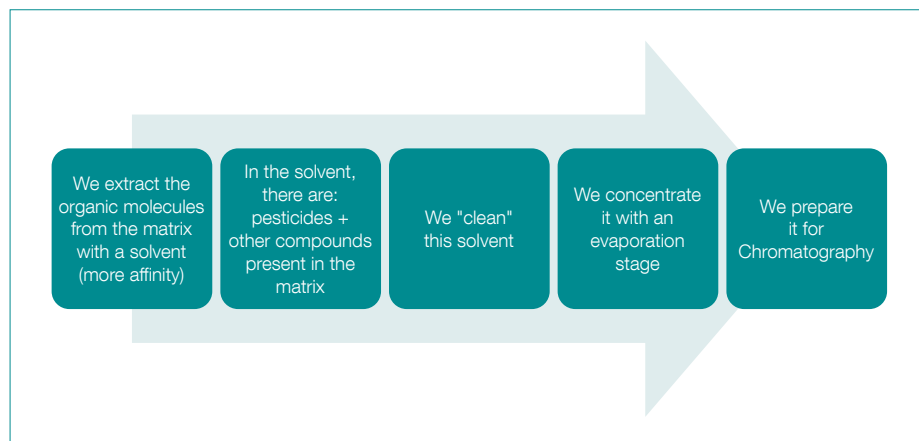 We extract the
organic molecules
from the matrix
with a solvent
(more affinity)
In the solvent,
there are:
pesticides +
other compounds
present in the
matrix
We "clean"
this solvent
We concentrate
it with an
evaporation
stage
We prepare
it for
Chromatography